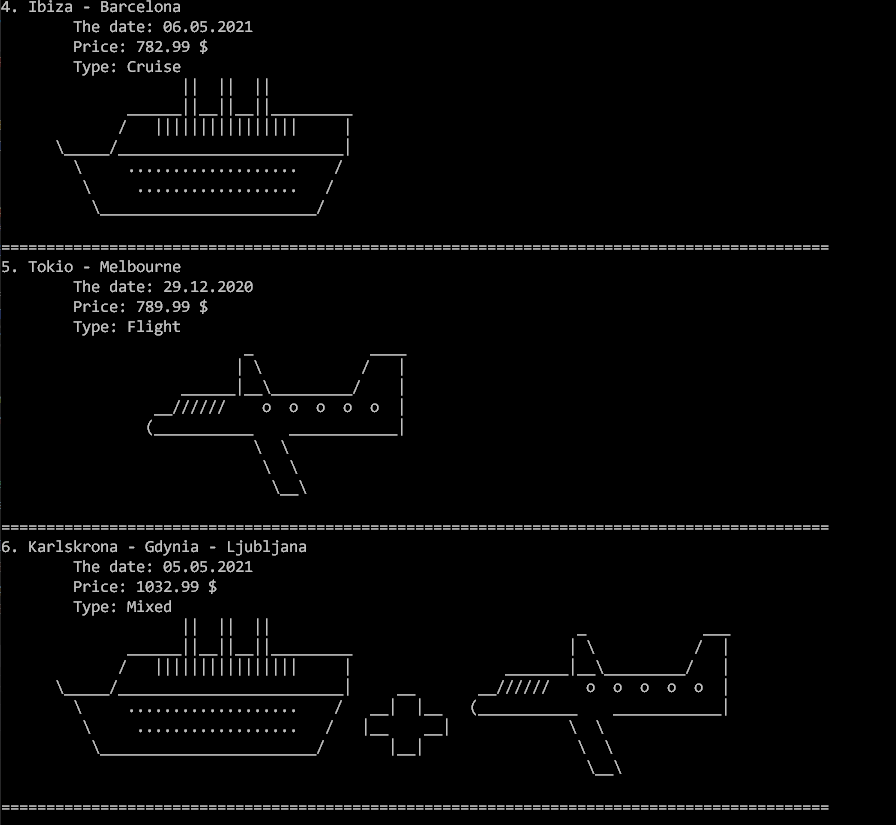 4. Ibiza - Barcelona
The date: 06.05.2021
Price: 782.99 $
Type: Cruise
5. Tokio - Melbourne
The date: 29.12.2020
Price: 789.99 $
Type: Flight
6. Karlskrona - Gdynia - Ljubljana
The date: 05.05.2021
Price: 1032.99 $
Type: Mixed